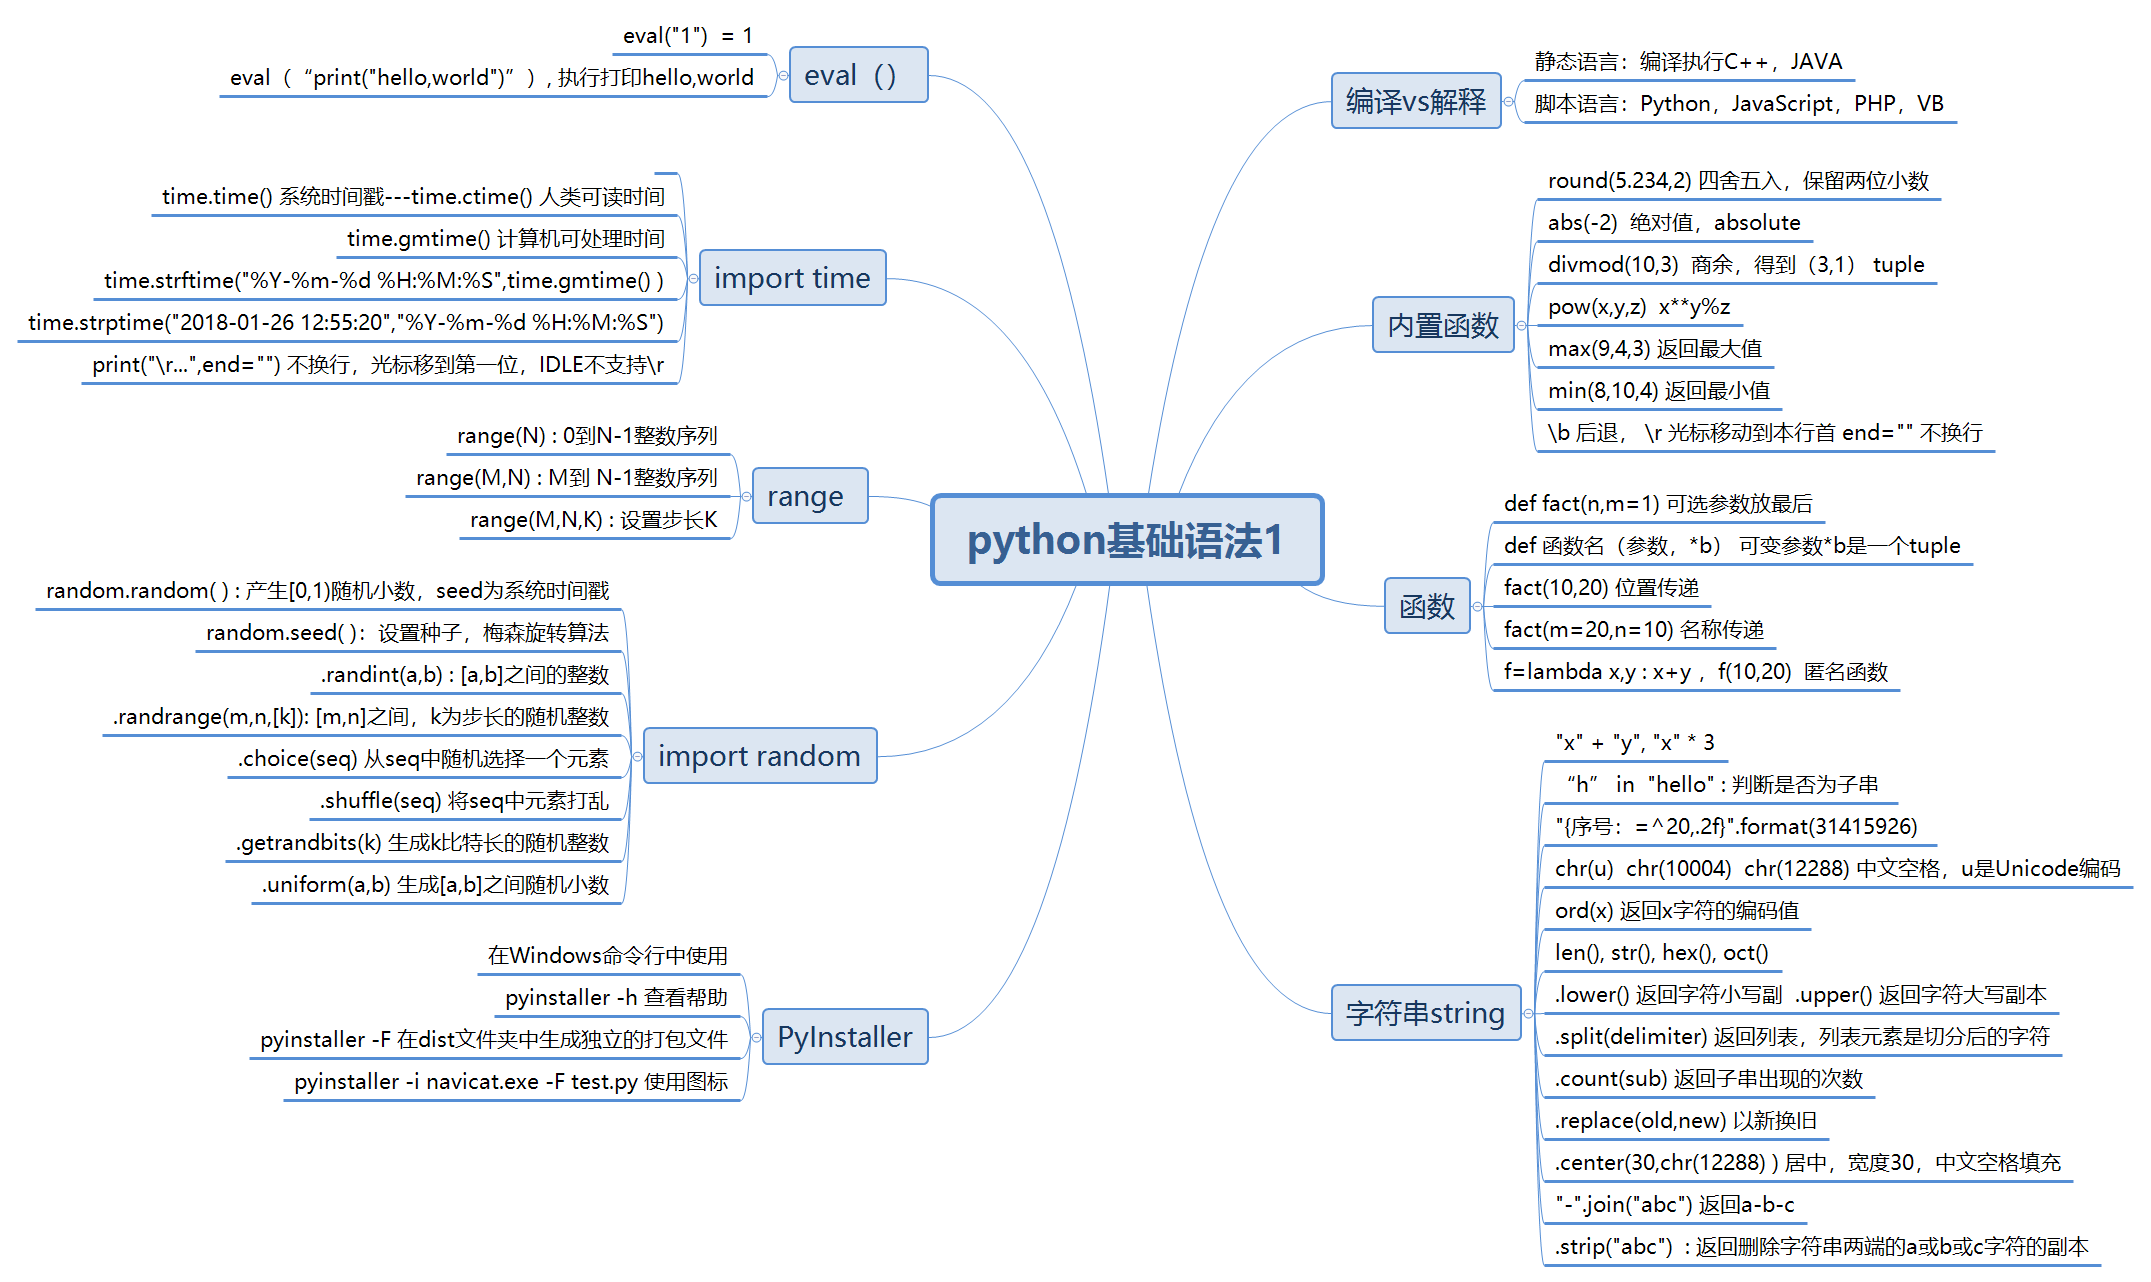 python基础语法1
编译vs解释
静态语言：编译执行C++，JAVA
脚本语言：Python，JavaScript，PHP，VB
内置函数
round(5.234,2) 四舍五入，保留两位小数
abs(-2)  绝对值，absolute
divmod(10,3)  商余，得到（3,1） tuple
pow(x,y,z)  x**y%z
max(9,4,3) 返回最大值
min(8,10,4) 返回最小值
\b 后退， \r 光标移动到本行首 end="" 不换行
函数
def fact(n,m=1) 可选参数放最后
def 函数名（参数，*b） 可变参数*b是一个tuple
fact(10,20) 位置传递
fact(m=20,n=10) 名称传递
f=lambda x,y : x+y ，f(10,20)  匿名函数
字符串string
"x" + "y", "x" * 3
“h” in  "hello" : 判断是否为子串
"{序号：=^20,.2f}".format(31415926)
chr(u)  chr(10004)  chr(12288) 中文空格，u是Unicode编码
ord(x) 返回x字符的编码值
len(), str(), hex(), oct()
.lower() 返回字符小写副  .upper() 返回字符大写副本
.split(delimiter) 返回列表，列表元素是切分后的字符
.count(sub) 返回子串出现的次数
.replace(old,new) 以新换旧
.center(30,chr(12288) ) 居中，宽度30，中文空格填充
"-".join("abc") 返回a-b-c
.strip("abc")  : 返回删除字符串两端的a或b或c字符的副本
eval（）
eval("1")  = 1
eval（“print("hello,world")”）, 执行打印hello,world
import time
time.time() 系统时间戳---time.ctime() 人类可读时间
time.gmtime() 计算机可处理时间
time.strftime("%Y-%m-%d %H:%M:%S",time.gmtime() )
time.strptime("2018-01-26 12:55:20","%Y-%m-%d %H:%M:%S")
print("\r...",end="") 不换行，光标移到第一位，IDLE不支持\r
range
range(N) : 0到N-1整数序列
range(M,N) : M到 N-1整数序列
range(M,N,K) : 设置步长K
import random
random.random( ) : 产生[0,1)随机小数，seed为系统时间戳
random.seed( )：设置种子，梅森旋转算法
.randint(a,b) : [a,b]之间的整数
.randrange(m,n,[k]): [m,n]之间，k为步长的随机整数
.choice(seq) 从seq中随机选择一个元素
.shuffle(seq) 将seq中元素打乱
.getrandbits(k) 生成k比特长的随机整数
.uniform(a,b) 生成[a,b]之间随机小数
PyInstaller
在Windows命令行中使用
pyinstaller -h 查看帮助
pyinstaller -F 在dist文件夹中生成独立的打包文件
pyinstaller -i navicat.exe -F test.py 使用图标